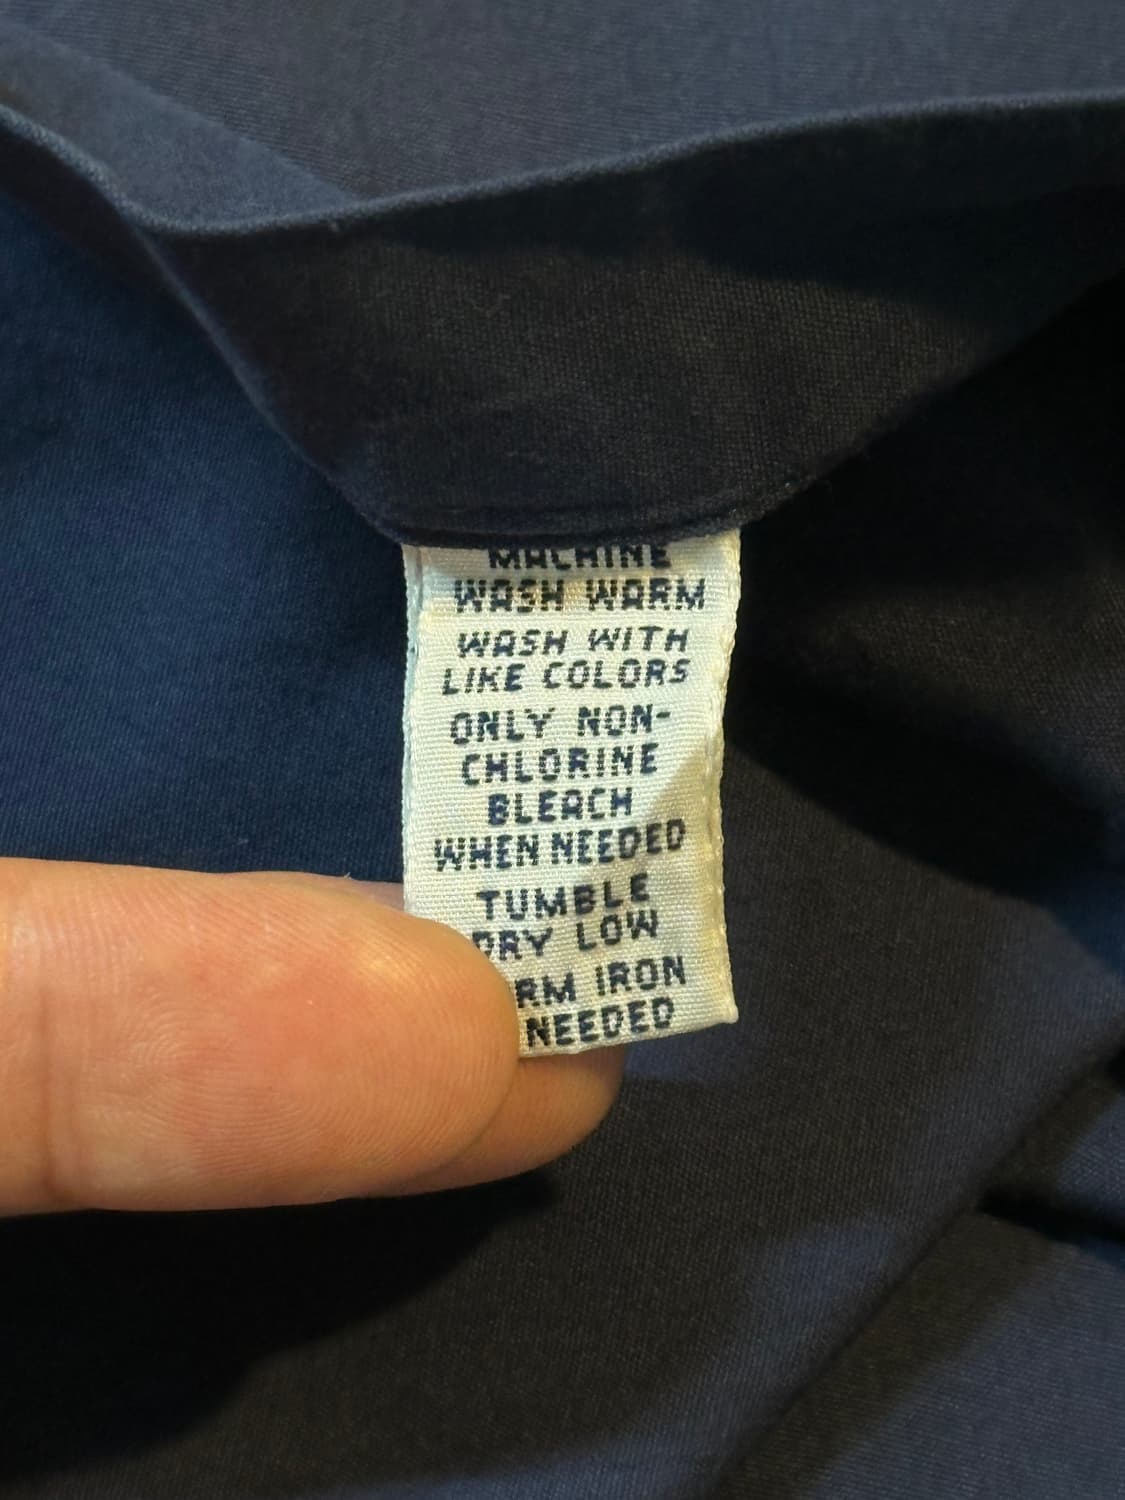 MACHINE
WASH WARM
WASH WITH
LIKE COLORS
ONLY NON-
CHLORINE
BLEACH
WHEN NEEDED
TUMBLE
DRY LOW
IRON
NEEDED